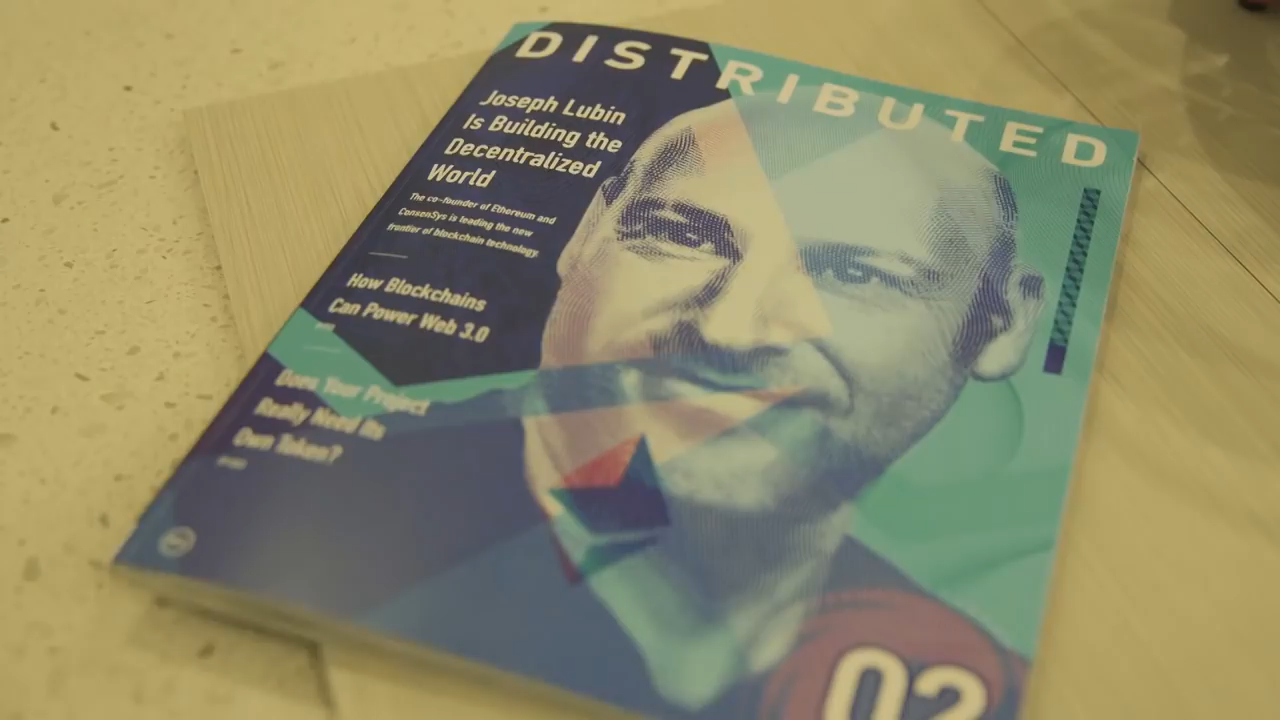 DISTRIBUTED
Joseph Lubin
Is Building the
Decentralized
World
The co-founder of Ethereum and
ConsenSys is leading the new
frontier of blockchain technology.
How Blockchains
Can Power Web 3.0
Does Your Project
Really Need Its
Own Token?
02